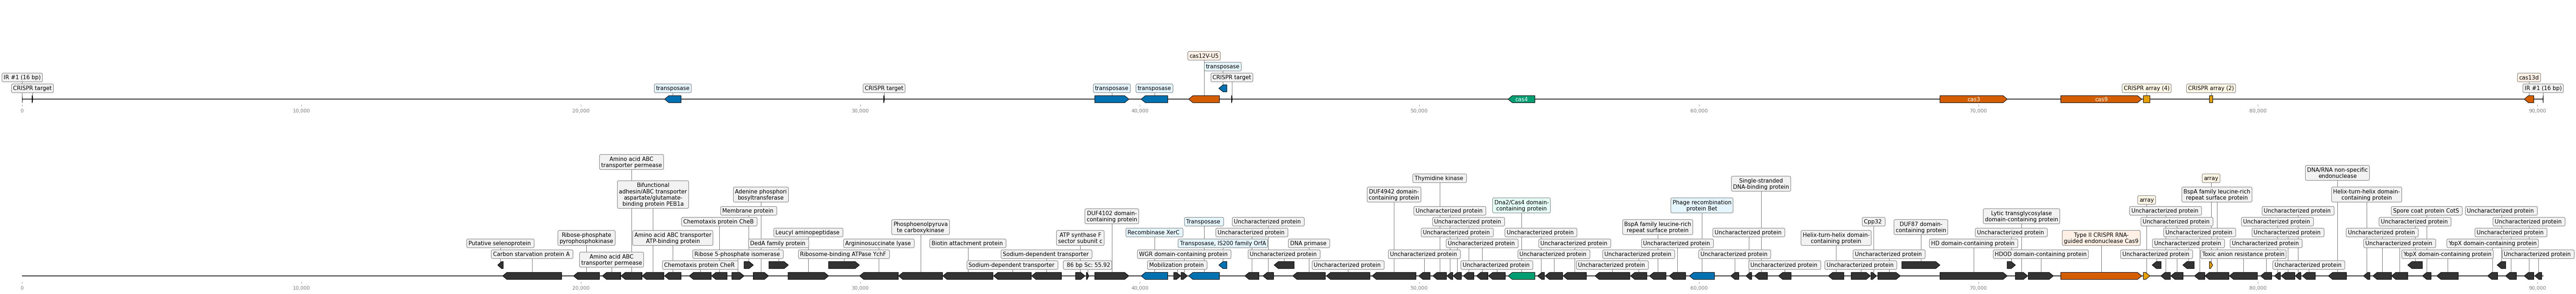 cas12V-U5
transposase
IR #1 (16 bp)
CRISPR target
cas13d
CRISPR target
transposase
CRISPR target
transposase
transposase
CRISPR array (4)
CRISPR array (2)
IR #1 (16 bp)
cas4
cas3
cas9
0
10,000
20,000
30,000
40,000
50,000
60,000
70,000
80,000
90,000
Amino acid ABC
transporter permease
DNA/RNA non-specific
endonuclease
Thymidine kinase
Single-stranded
DNA-binding protein
array
Bifunctional
adhesin/ABC transporter
aspartate/glutamate-
binding protein PEB1a
Adenine phosphori
bosyltransferase
DUF4942 domain-
containing protein
BspA family leucine-rich
repeat surface protein
Helix-turn-helix domain-
containing protein
Dna2/Cas4 domain-
containing protein
Phage recombination
protein Bet
array
Membrane protein
DUF4102 domain-
containing protein
Uncharacterized protein
Lytic transglycosylase
domain-containing protein
Uncharacterized protein
Uncharacterized protein
Spore coat protein CotS
Uncharacterized protein
Chemotaxis protein CheB
Phosphoenolpyruva
te carboxykinase
Transposase
Uncharacterized protein
Uncharacterized protein
BspA family leucine-rich
repeat surface protein
Cpp32
DUF87 domain-
containing protein
Uncharacterized protein
Uncharacterized protein
Uncharacterized protein
Uncharacterized protein
Ribose-phosphate
pyrophosphokinase
Amino acid ABC transporter
ATP-binding protein
Leucyl aminopeptidase
ATP synthase F
sector subunit c
Recombinase XerC
Uncharacterized protein
Uncharacterized protein
Uncharacterized protein
Uncharacterized protein
Helix-turn-helix domain-
containing protein
Uncharacterized protein
Type II CRISPR RNA-
guided endonuclease Cas9
Uncharacterized protein
Uncharacterized protein
Uncharacterized protein
Uncharacterized protein
Putative selenoprotein
DedA family protein
Argininosuccinate lyase
Biotin attachment protein
Transposase, IS200 family OrfA
DNA primase
Uncharacterized protein
Uncharacterized protein
Uncharacterized protein
HD domain-containing protein
Uncharacterized protein
Uncharacterized protein
Uncharacterized protein
YopX domain-containing protein
Carbon starvation protein A
Amino acid ABC
transporter permease
Ribose 5-phosphate isomerase
Ribosome-binding ATPase YchF
Sodium-dependent transporter
WGR domain-containing protein
Uncharacterized protein
Uncharacterized protein
Uncharacterized protein
Uncharacterized protein
Uncharacterized protein
Uncharacterized protein
HDOD domain-containing protein
Uncharacterized protein
Toxic anion resistance protein
YopX domain-containing protein
Uncharacterized protein
Chemotaxis protein CheR
Sodium-dependent transporter
86 bp Sc: 55.92
Mobilization protein
Uncharacterized protein
Uncharacterized protein
Uncharacterized protein
Uncharacterized protein
Uncharacterized protein
Uncharacterized protein
0
10,000
20,000
30,000
40,000
50,000
60,000
70,000
80,000
90,000